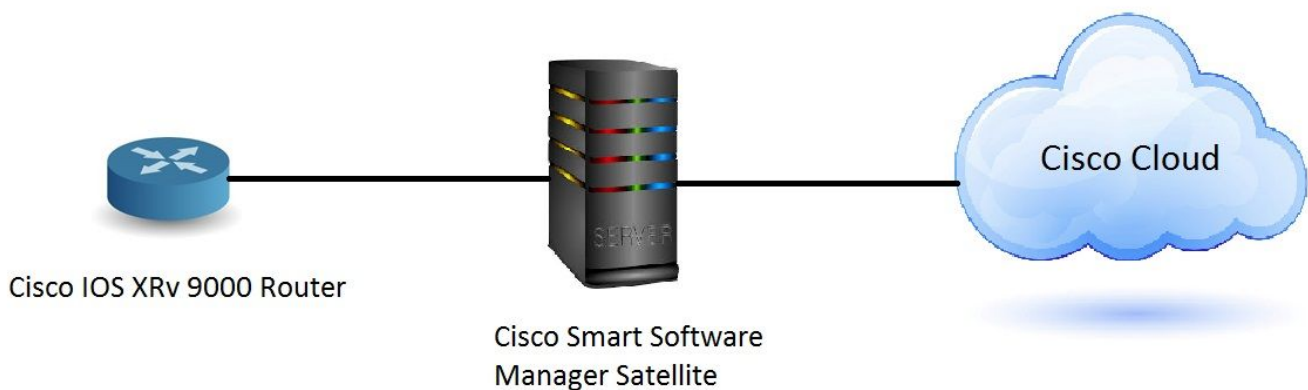 Cisco Cloud
SERVER
Cisco IOS XRv 9000 Router
Cisco Smart Software
Manager Satellite